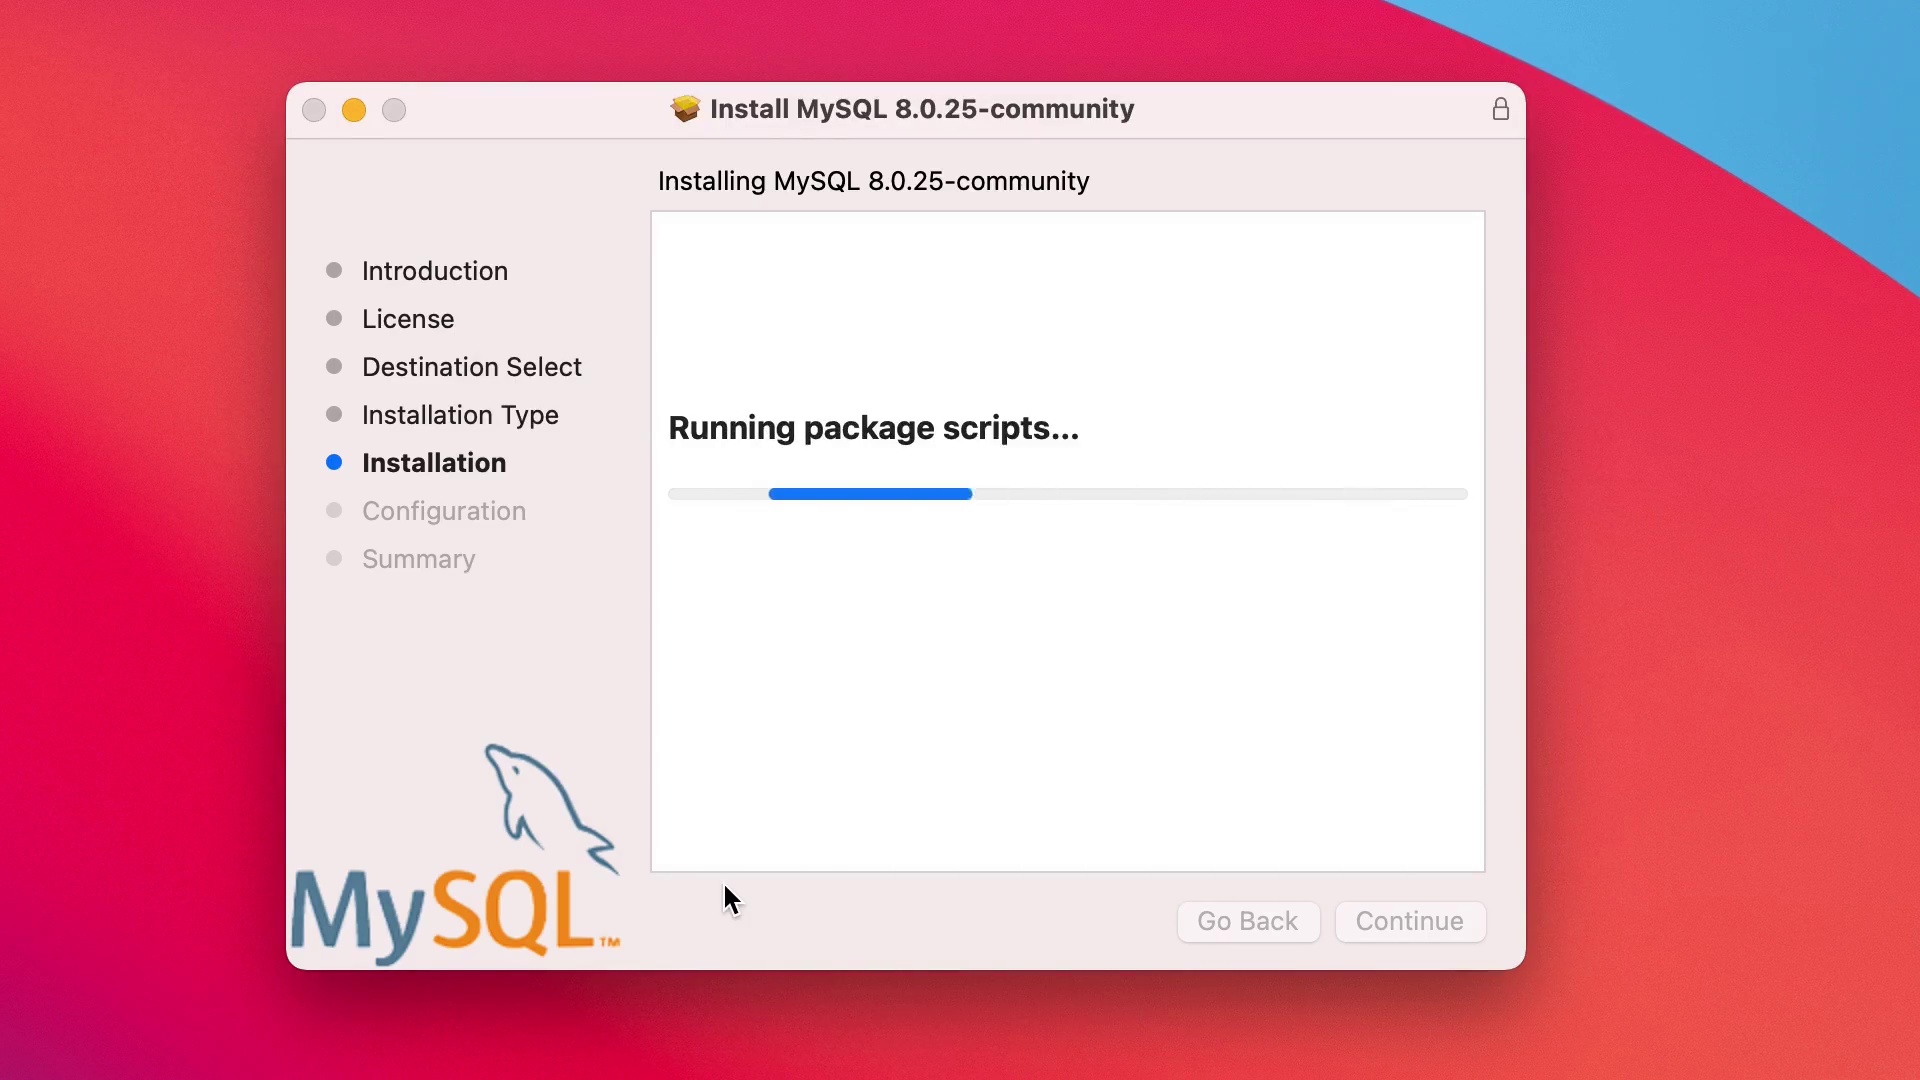 Install MySQL 8.0.25-community
Installing MySQL 8.0.25-community
Introduction
License
Destination Select
Installation Type
Installation
Configuration
Summary
Running package scripts...
MySQL™
Go Back
Continue